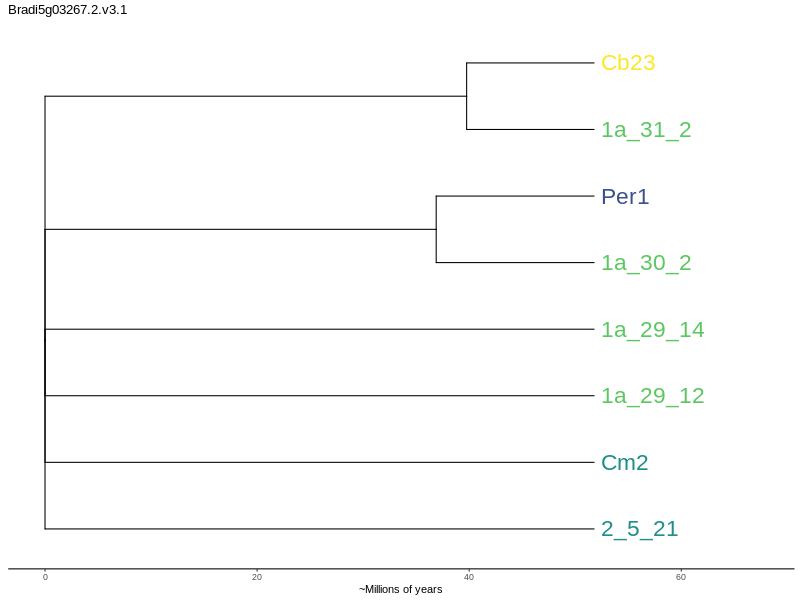 Bradi5g03267.2.v3.1
Cb23
1a_31_2
Per1
1a_30_2
1a_29_14
1a_29_12
Cm2
2_5_21
0 20 40 60
~Millions of years